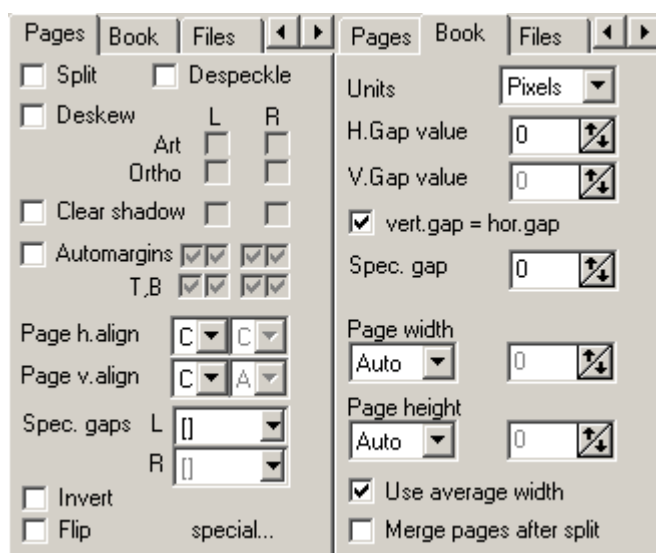 Pages Book Files
Split Despeckle
Deskew L R
Art
Ortho
Clear shadow
Automargins
T,B
Page h.align C C
Page v.align C A
Spec. gaps L []
R []
Invert
Flip special...
Pages Book Files
Units Pixels
H.Gap value 0
V.Gap value 0
vert.gap = hor.gap
Spec. gap 0
Page width
Auto 0
Page height
Auto 0
Use average width
Merge pages after split